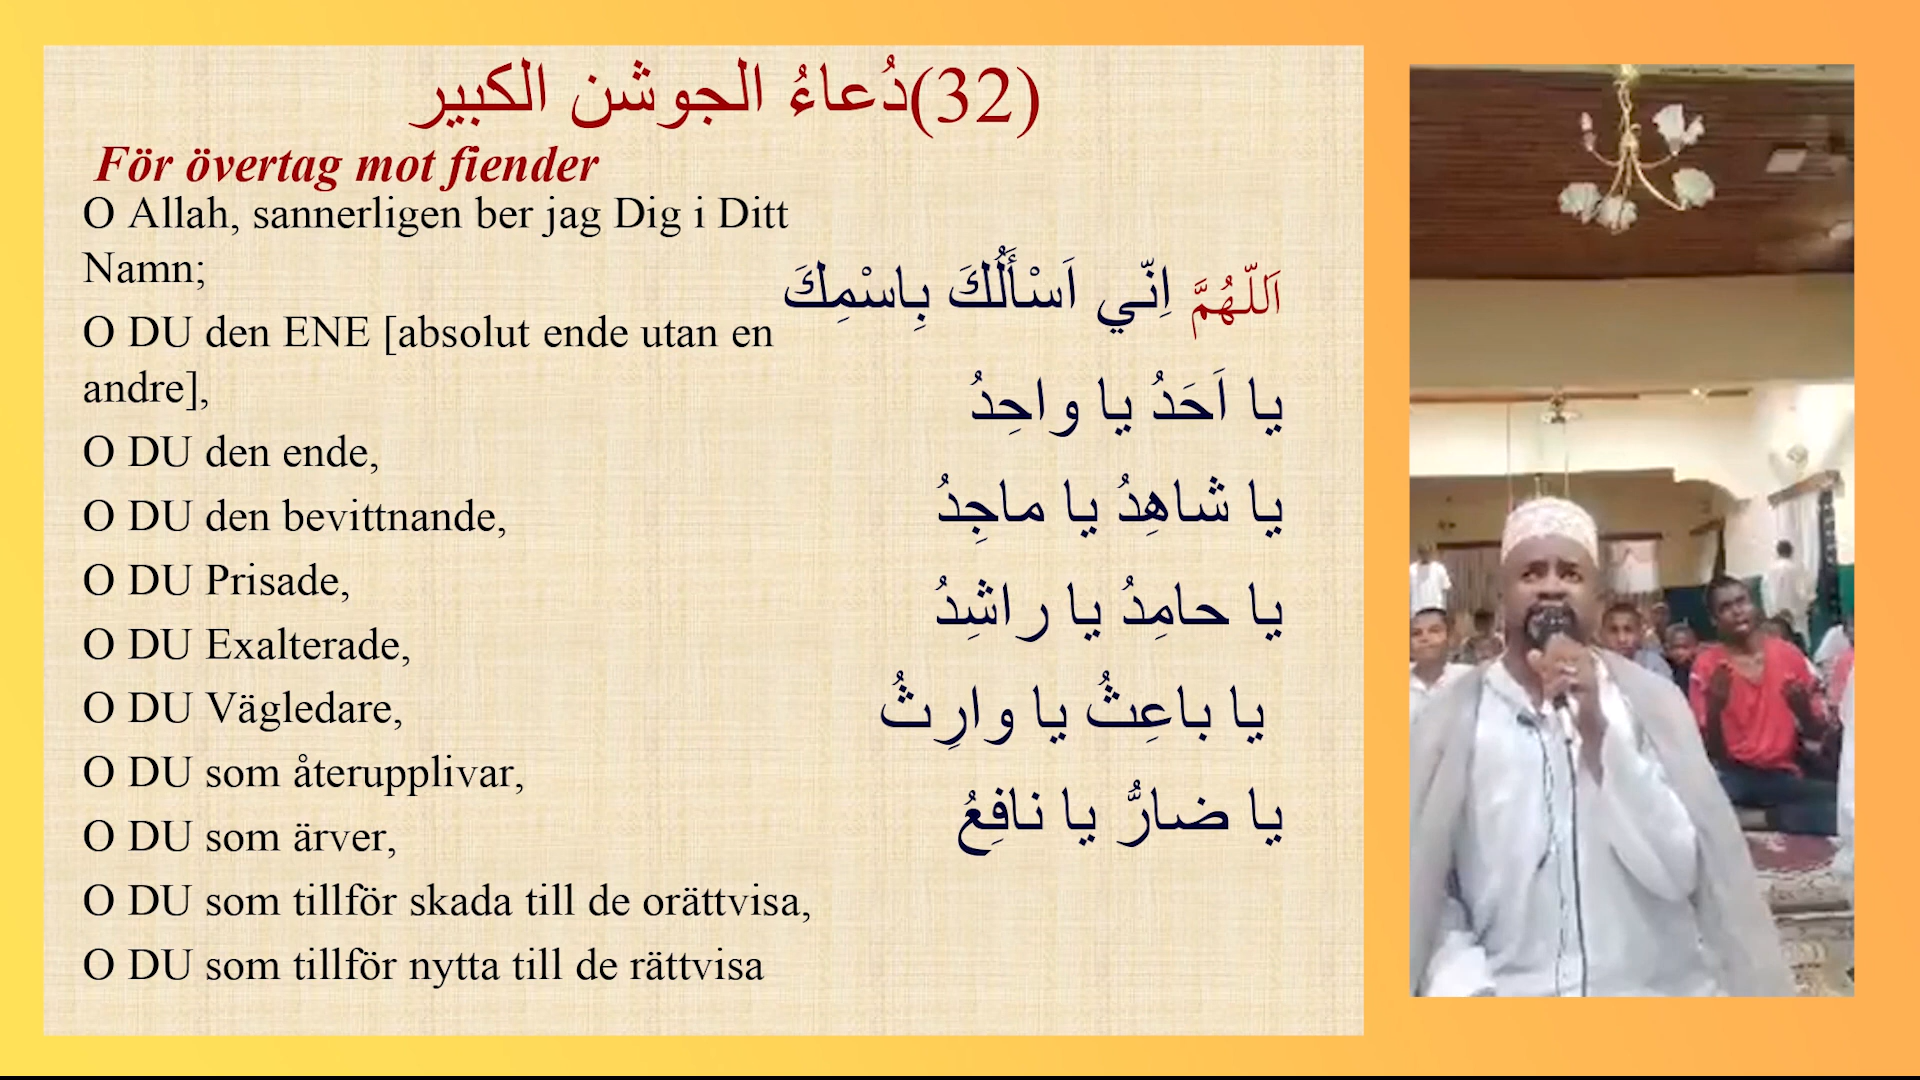 (32)دُعاءُ الجوشن الكبير
För övertag mot fiender
O Allah, sannerligen ber jag Dig i Ditt
Namn;
O DU den ENE [absolut ende utan en
andre],
O DU den ende,
O DU den bevittnande,
O DU Prisade,
O DU Exalterade,
O DU Vägledare,
O DU som återupplivar,
O DU som ärver,
O DU som tillför skada till de orättvisa,
O DU som tillför nytta till de rättvisa
اَللّهُمَّ اِنّي اَسْأَلُكَ بِاسْمِكَ
يا اَحَدُ يا واحِدُ
يا شاهِدُ يا ماجِدُ
يا حامِدُ يا راشِدُ
يا باعِثُ يا وارِثُ
يا ضارُّ يا نافِعُ